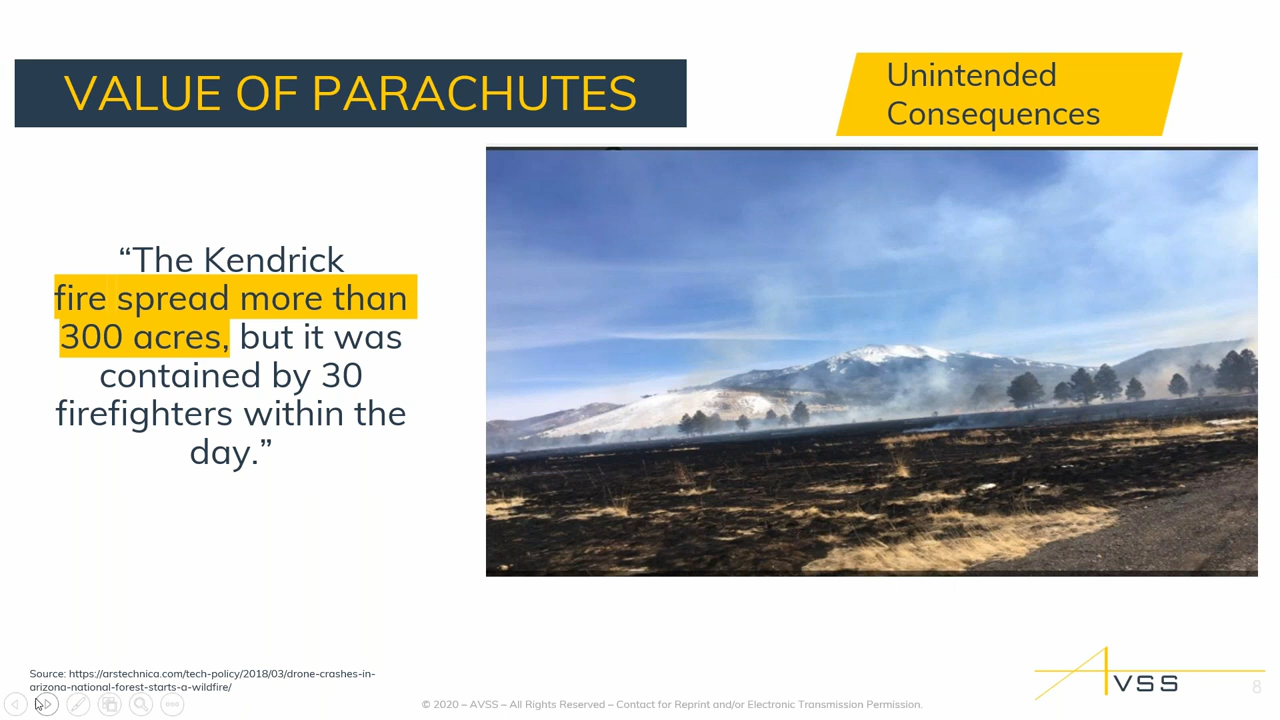 VALUE OF PARACHUTES
Unintended
Consequences
“The Kendrick
fire spread more than
300 acres, but it was
contained by 30
firefighters within the
day.”
Source: https://arstechnica.com/tech-policy/2018/03/drone-crashes-in-
arizona-national-forest-starts-a-wildfire/
© 2020 – AVSS – All Rights Reserved – Contact for Reprint and/or Electronic Transmission Permission.
AVSS
8